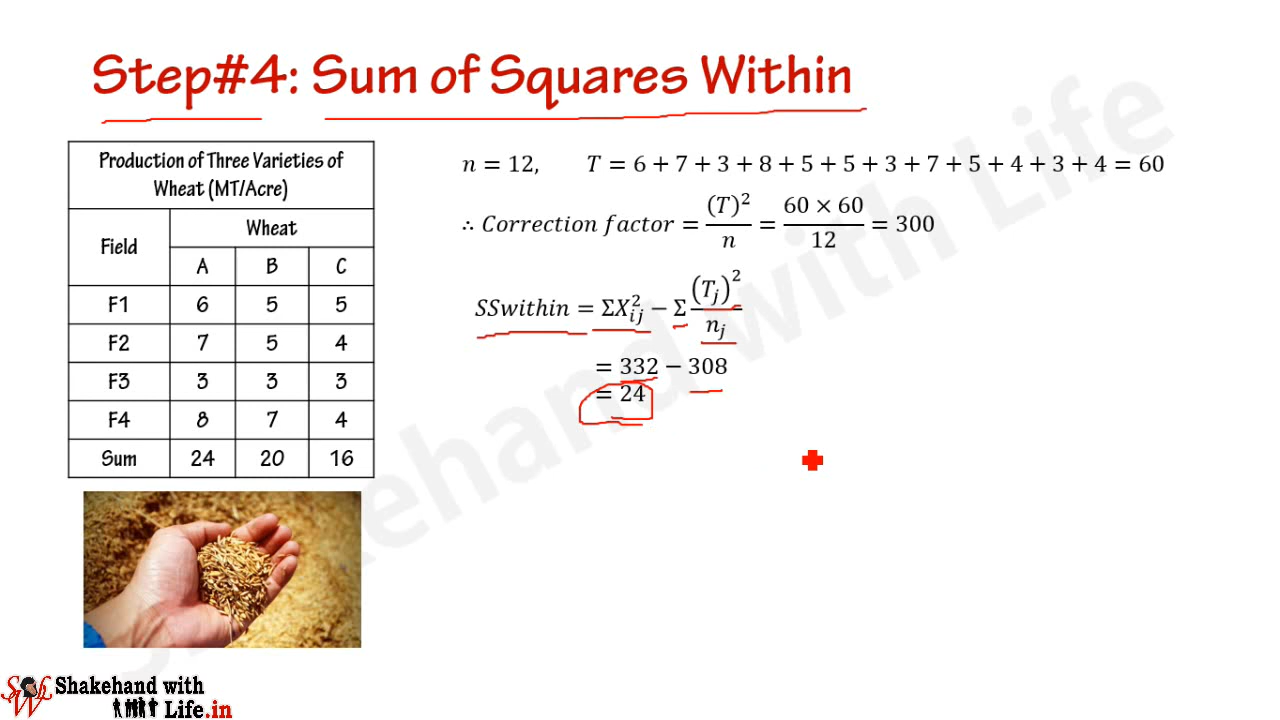 Step#4: Sum of Squares Within
Production of Three Varieties of
Wheat (MT/Acre)
Field Wheat
A B C
F1 6 5 5
F2 7 5 4
F3 3 3 3
F4 8 7 4
Sum 24 20 16
n = 12, T = 6 + 7 + 3 + 8 + 5 + 5 + 3 + 7 + 5 + 4 + 3 + 4 = 60
∴ Correction factor = (T)²/n = 60 × 60/12 = 300
SSwithin = ΣX²ᵢⱼ − Σ (Tⱼ)²/nⱼ
= 332 − 308
= 24
Shakehand with Life
Shakehand with
Life.in